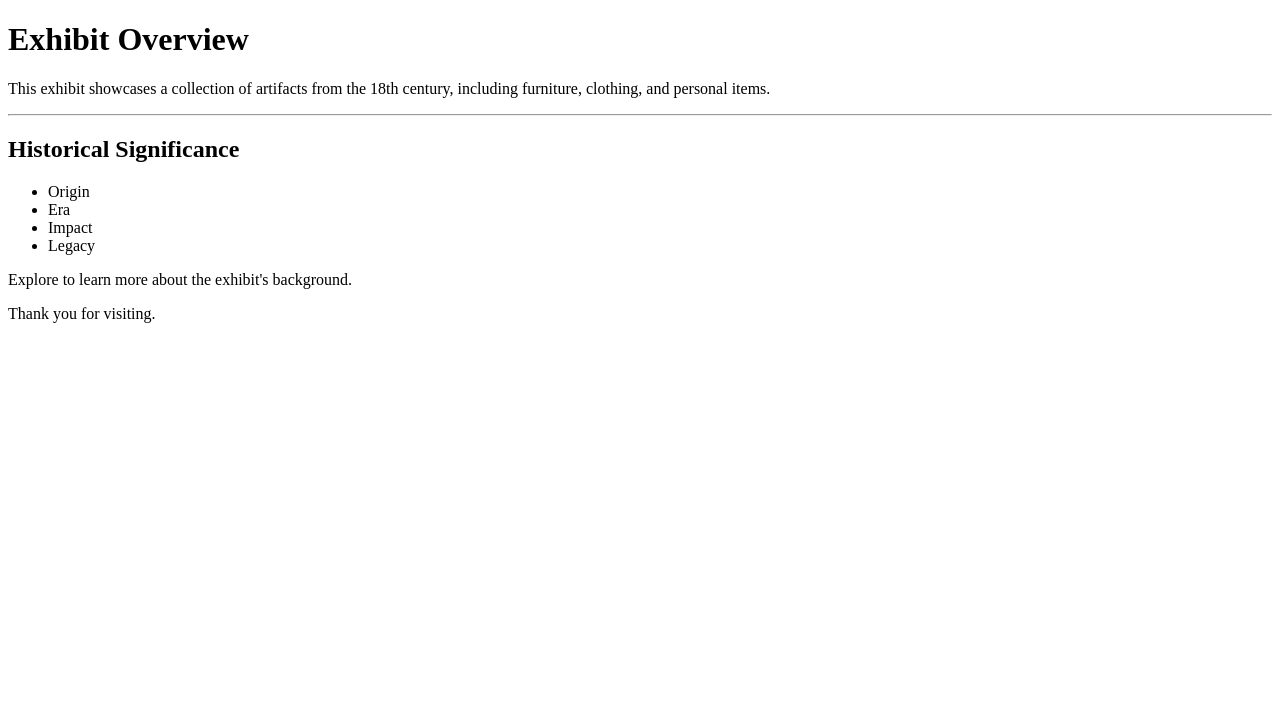 Exhibit Overview
This exhibit showcases a collection of artifacts from the 18th century, including furniture, clothing, and personal items.
Historical Significance
Origin
Era
Impact
Legacy
Explore to learn more about the exhibit's background.
Thank you for visiting.